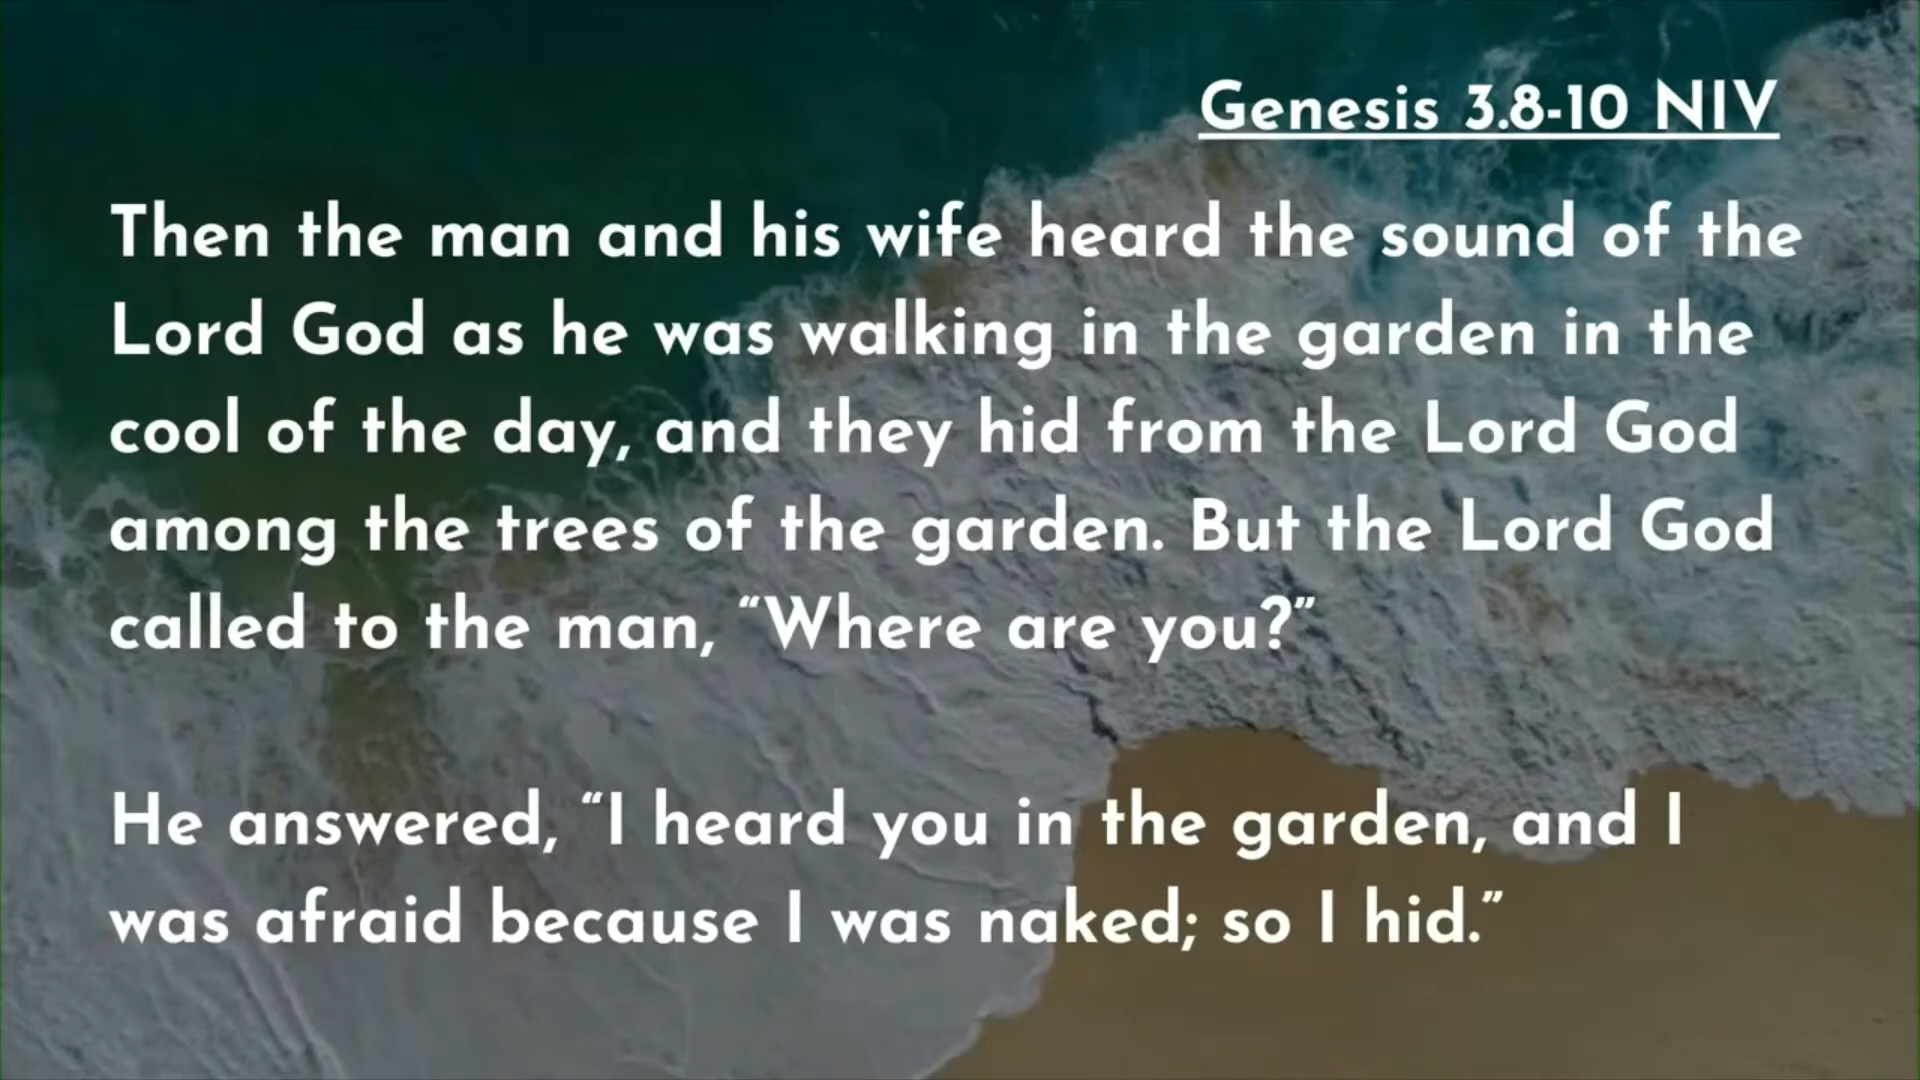 Genesis 3.8-10 NIV
Then the man and his wife heard the sound of the
Lord God as he was walking in the garden in the
cool of the day, and they hid from the Lord God
among the trees of the garden. But the Lord God
called to the man, “Where are you?”
He answered, “I heard you in the garden, and I
was afraid because I was naked; so I hid.”